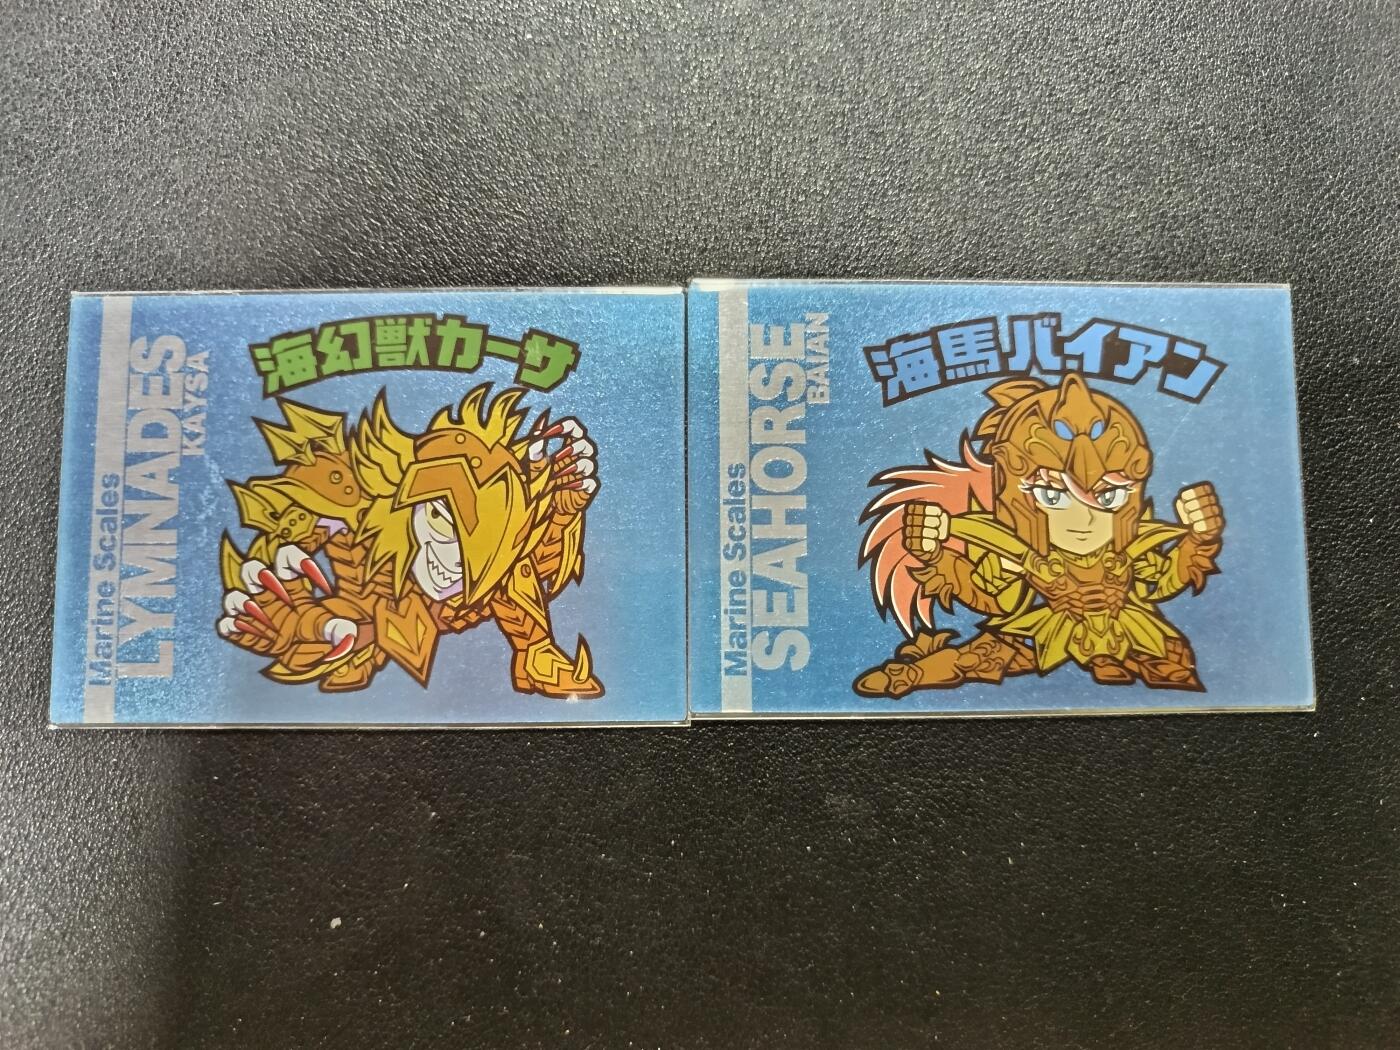 海幻獣カーサ
Marine Scales
LYMNADES
KAYSA
海馬バイアン
Marine Scales
SEAHORSE
BAIAN